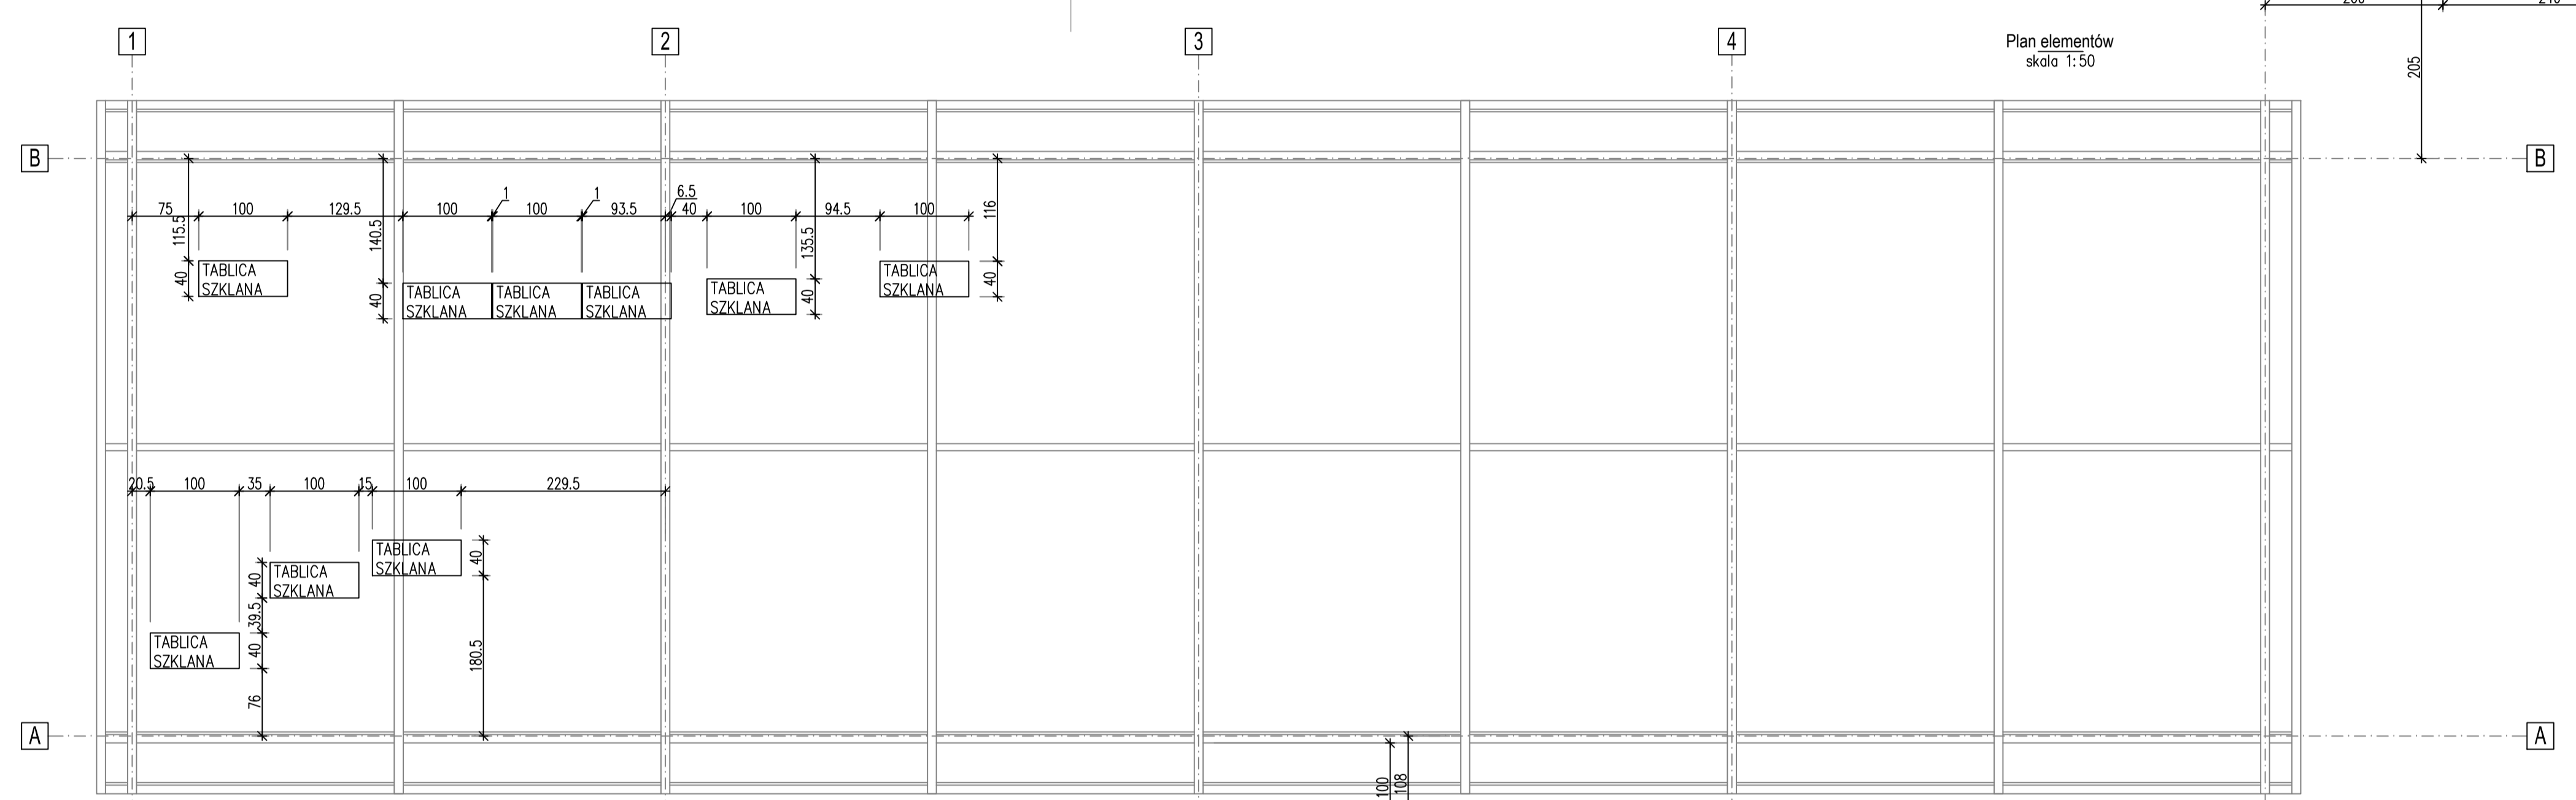 1
2
3
4
Plan elementów
skala 1:50
205
B
B
1
1
6.5
75
100
129.5
100
100
93.5
40
100
94.5
100
115.5
40
140.5
40
135.5
40
116
40
TABLICA
SZKLANA
TABLICA
SZKLANA
TABLICA
SZKLANA
TABLICA
SZKLANA
TABLICA
SZKLANA
TABLICA
SZKLANA
20.5
100
35
100
15
100
229.5
TABLICA
SZKLANA
40
TABLICA
SZKLANA
40
39.5
TABLICA
SZKLANA
40
76
180.5
A
A
100
108